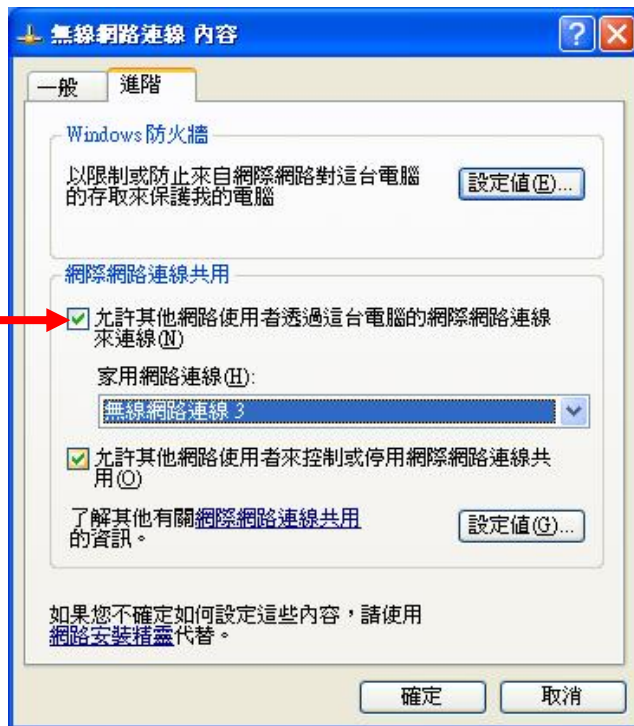 無線網路連線 內容
一般
進階
Windows 防火牆
以限制或防止來自網際網路對這台電腦
的存取來保護我的電腦
設定值(E)...
網際網路連線共用
允許其他網路使用者透過這台電腦的網際網路連線
來連線(N)
家用網路連線(H):
無線網路連線 3
允許其他網路使用者來控制或停用網際網路連線共
用(O)
了解其他有關網際網路連線共用
的資訊。
設定值(G)...
如果您不確定如何設定這些內容，請使用
網路安裝精靈代替。
確定
取消